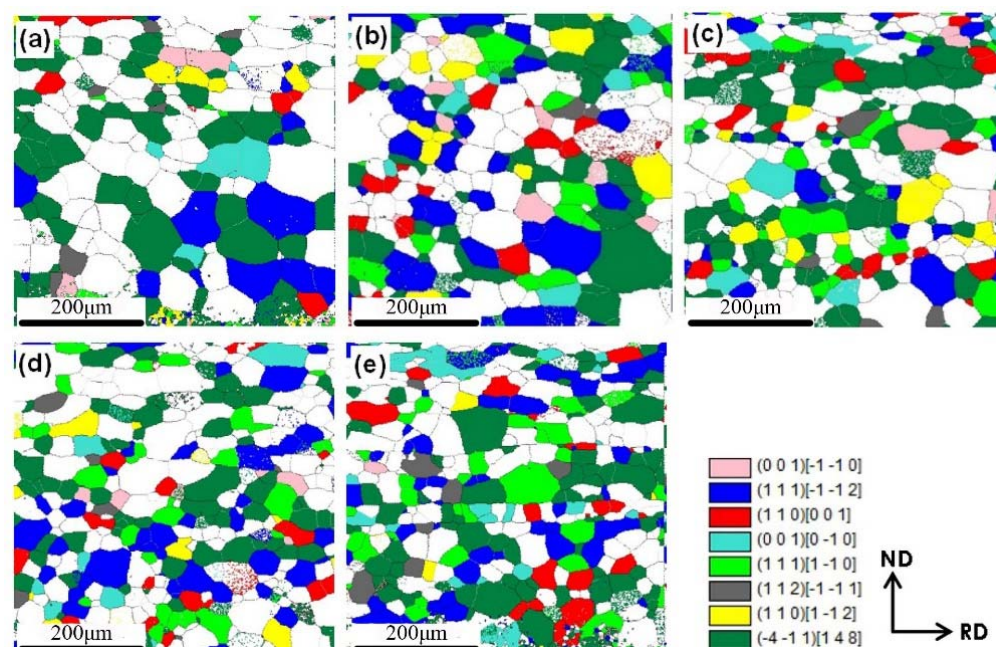 (a)
(b)
(c)
200μm
200μm
200μm
(d)
(e)
200μm
200μm
(0 0 1)[-1 -1 0]
(1 1 1)[-1 -1 2]
(1 1 0)[0 0 1]
(0 0 1)[0 -1 0]
(1 1 1)[1 -1 0]
(1 1 2)[-1 -1 1]
(1 1 0)[1 -1 2]
(-4 -1 1)[1 4 8]
ND
RD